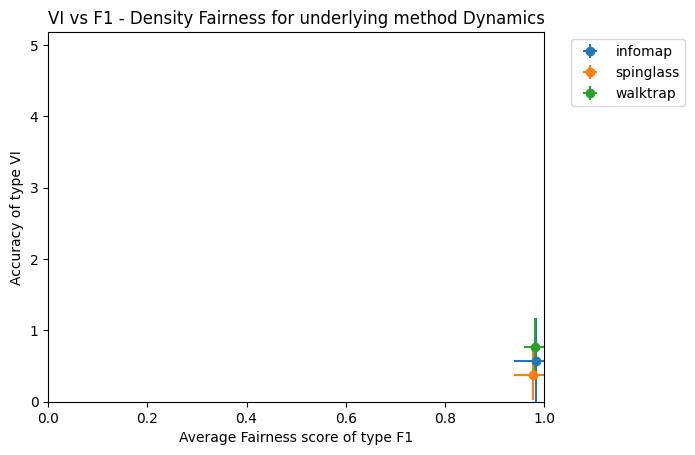 VI vs F1 - Density Fairness for underlying method Dynamics
infomap
spinglass
walktrap
Accuracy of type VI
5
4
3
2
1
0
0.0 0.2 0.4 0.6 0.8 1.0
Average Fairness score of type F1